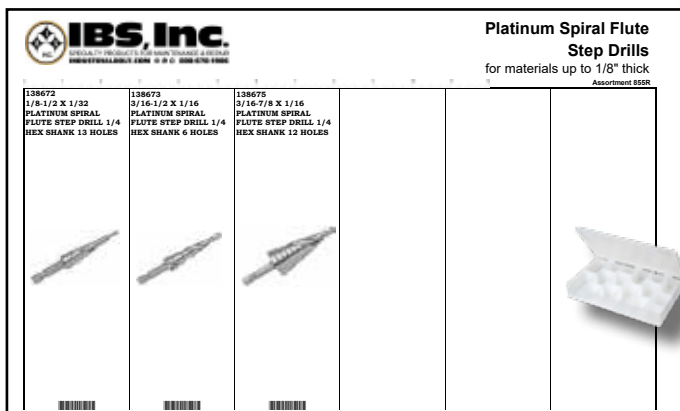 IBS, Inc.
SPECIALTY PRODUCTS FOR MAINTENANCE & REPAIR
INDUSTRIALBOLT.COM
Platinum Spiral Flute
Step Drills
for materials up to 1/8" thick
Assortment 855R
138672
1/8-1/2 X 1/32
PLATINUM SPIRAL
FLUTE STEP DRILL 1/4
HEX SHANK 13 HOLES
138673
3/16-1/2 X 1/16
PLATINUM SPIRAL
FLUTE STEP DRILL 1/4
HEX SHANK 6 HOLES
138675
3/16-7/8 X 1/16
PLATINUM SPIRAL
FLUTE STEP DRILL 1/4
HEX SHANK 12 HOLES